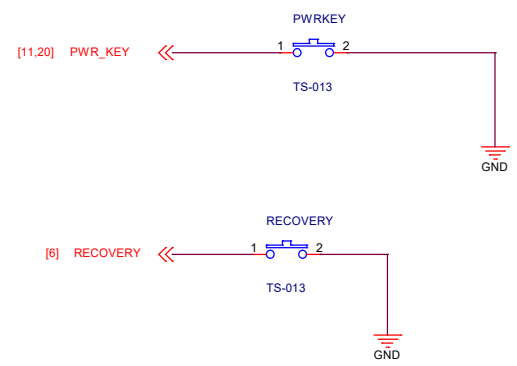 PWRKEY
[11,20] PWR_KEY 1 2
TS-013
GND
RECOVERY
[6] RECOVERY 1 2
TS-013
GND